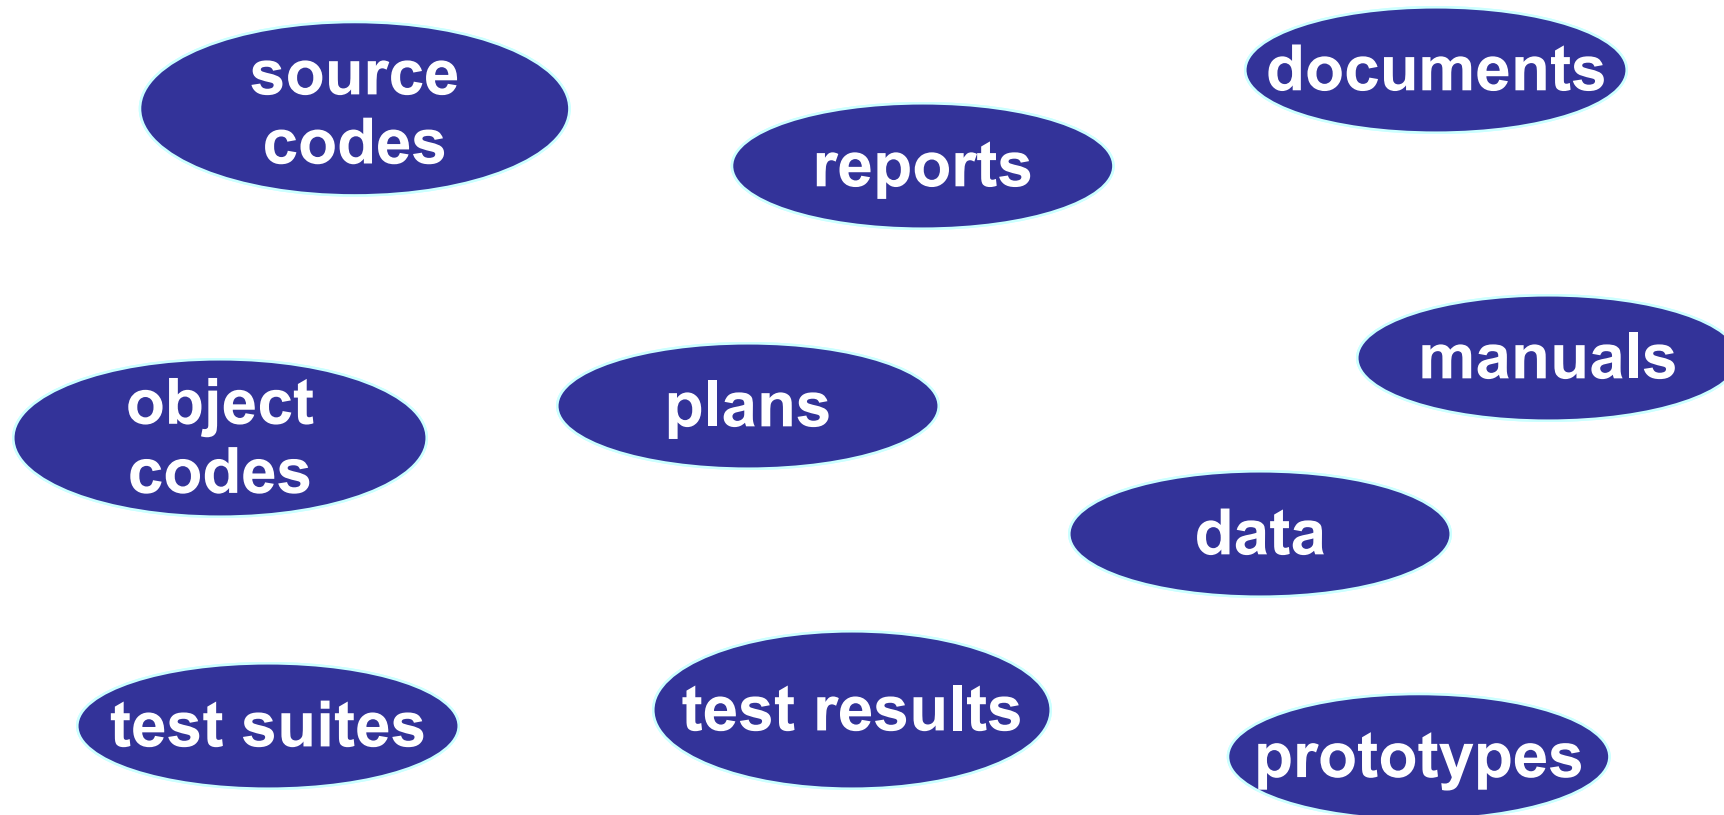 source
codes
documents
reports
manuals
object
codes
plans
data
test suites
test results
prototypes